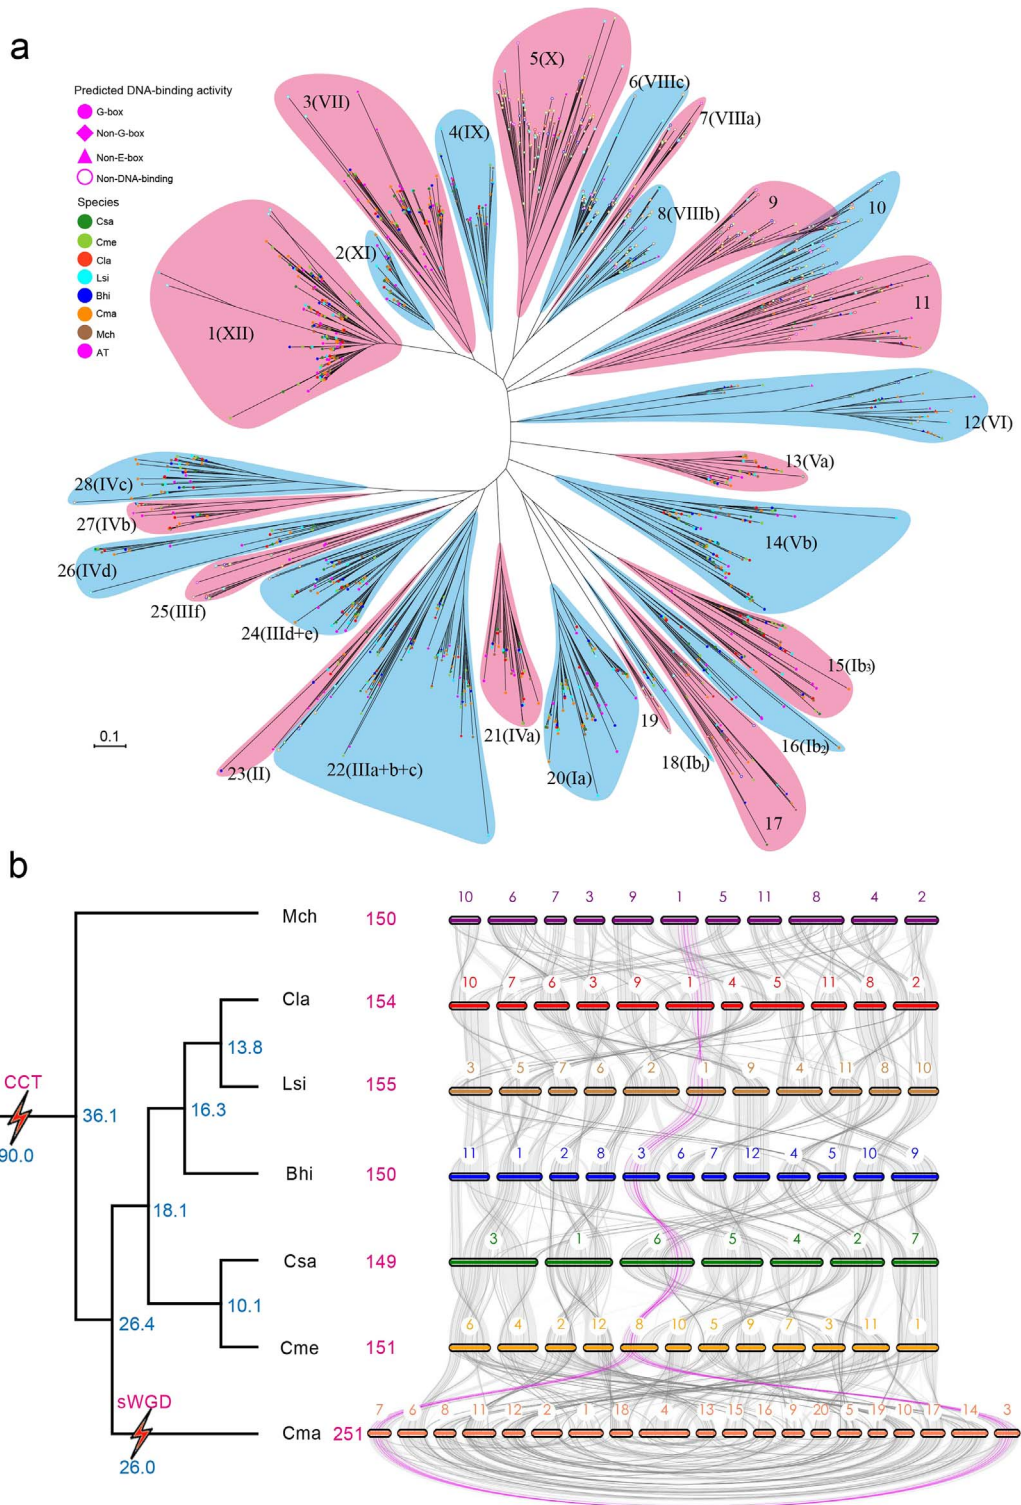 a
Predicted DNA-binding activity
G-box
Non-G-box
Non-E-box
Non-DNA-binding
Species
Csa
Cme
Cla
Lsi
Bhi
Cma
Mch
AT
1(XII)
2(XI)
3(VII)
4(IX)
5(X)
6(VIIIc)
7(VIIIa)
8(VIIIb)
9
10
11
12(VI)
13(Va)
14(Vb)
15(Ib3)
16(Ib2)
17
18(Ib1)
19
20(Ia)
21(IVa)
22(IIIa+b+c)
23(II)
24(IIId+e)
25(IIIf)
26(IVd)
27(IVb)
28(IVc)
0.1
b
Mch 150 10 6 7 3 9 1 5 11 8 4 2
Cla 154 10 7 6 3 9 1 4 5 11 8 2
13.8
Lsi 155 3 5 7 6 2 1 9 4 11 8 10
CCT
90.0
36.1
16.3
Bhi 150 11 1 2 8 3 6 7 12 4 5 10 9
18.1
Csa 149 3 1 6 5 4 2 7
10.1
26.4
Cme 151 6 4 2 12 8 10 5 9 7 3 11 1
sWGD
26.0
Cma 251 7 6 8 11 12 2 1 18 4 13 15 16 9 20 5 19 10 17 14 3